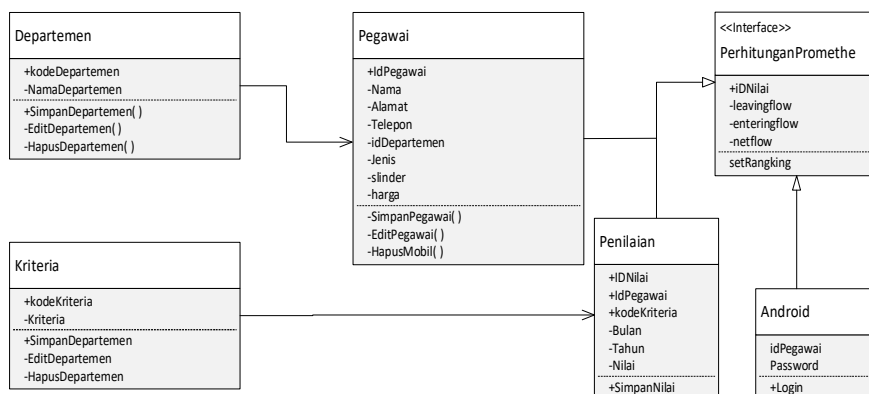 Departemen
+kodeDepartemen
-NamaDepartemen
+SimpanDepartemen( )
-EditDepartemen( )
-HapusDepartemen( )
Pegawai
+IdPegawai
-Nama
-Alamat
-Telepon
-idDepartemen
-Jenis
-slinder
-harga
-SimpanPegawai( )
-EditPegawai( )
-HapusMobil( )
<<Interface>>
PerhitunganPromethe
+iDNilai
-leavingflow
-enteringflow
-netflow
setRangking
Kriteria
+kodeKriteria
-Kriteria
+SimpanDepartemen
-EditDepartemen
-HapusDepartemen
Penilaian
+IDNilai
+IdPegawai
+kodeKriteria
-Bulan
-Tahun
-Nilai
+SimpanNilai
Android
idPegawai
Password
+Login